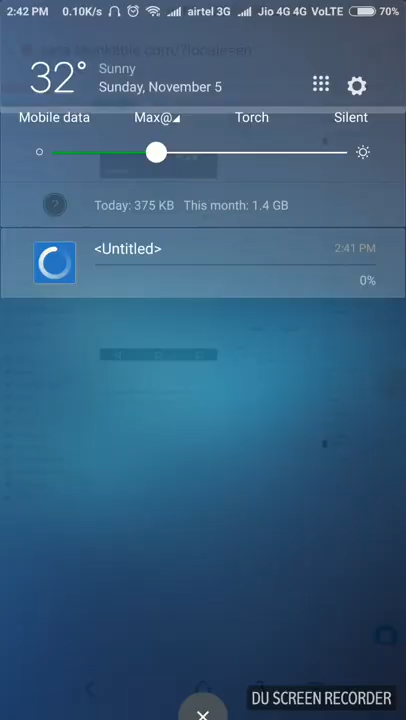 2:42 PM 0.10K/s airtel 3G Jio 4G 4G VoLTE 70%
32° Sunny
Sunday, November 5
Mobile data Max@ Torch Silent
? Today: 375 KB This month: 1.4 GB
<Untitled> 2:41 PM
0%
DU SCREEN RECORDER